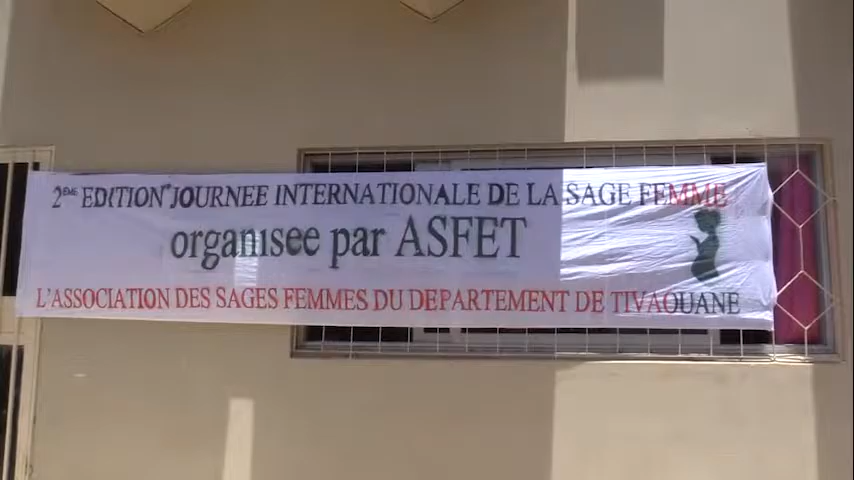 2ÈME EDITION JOURNEE INTERNATIONALE DE LA SAGE FEMME
organisee par ASFET
L'ASSOCIATION DES SAGES FEMMES DU DEPARTEMENT DE TIVAOUANE